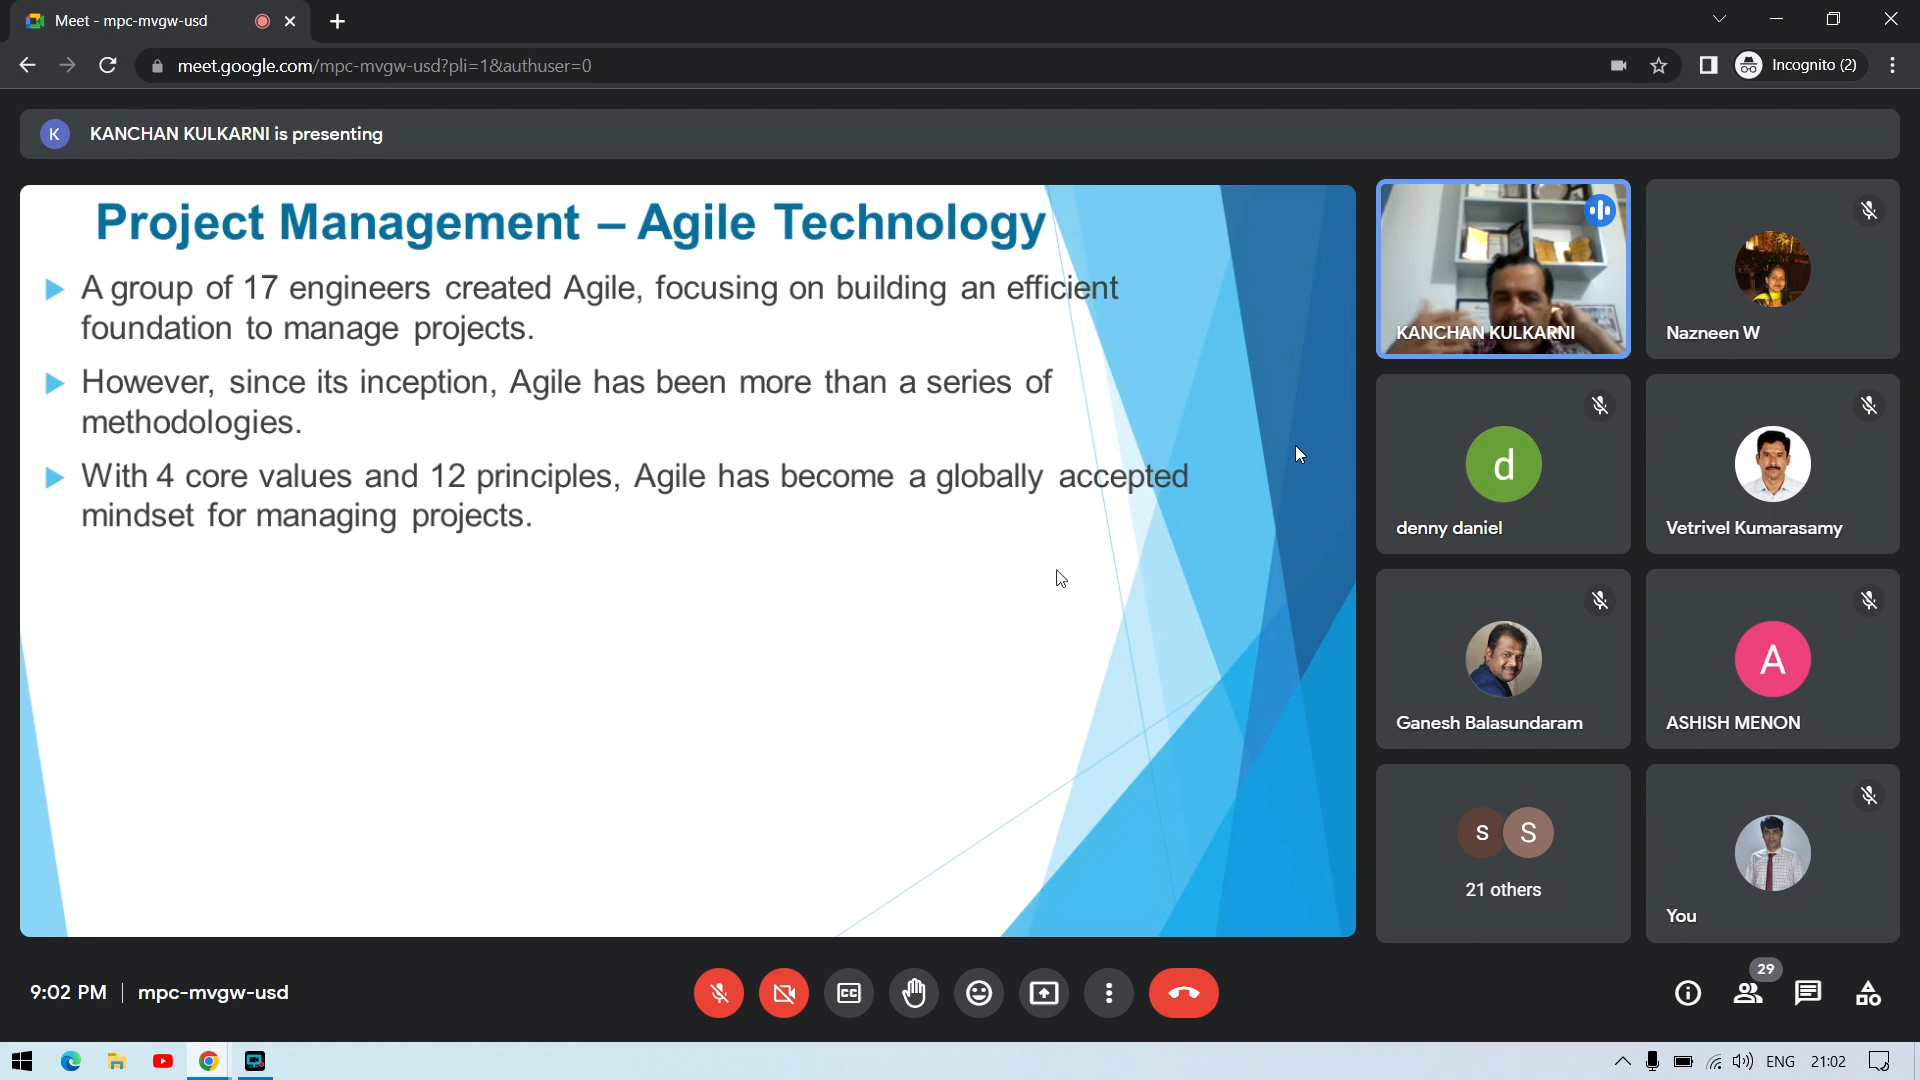 Meet - mpc-mvgw-usd
meet.google.com/mpc-mvgw-usd?pli=1&authuser=0
Incognito (2)
K
KANCHAN KULKARNI is presenting
Project Management – Agile Technology
A group of 17 engineers created Agile, focusing on building an efficient
foundation to manage projects.
However, since its inception, Agile has been more than a series of
methodologies.
With 4 core values and 12 principles, Agile has become a globally accepted
mindset for managing projects.
KANCHAN KULKARNI
Nazneen W
d
denny daniel
Vetrivel Kumarasamy
Ganesh Balasundaram
A
ASHISH MENON
s S
21 others
You
9:02 PM | mpc-mvgw-usd
CC
29
ENG 21:02